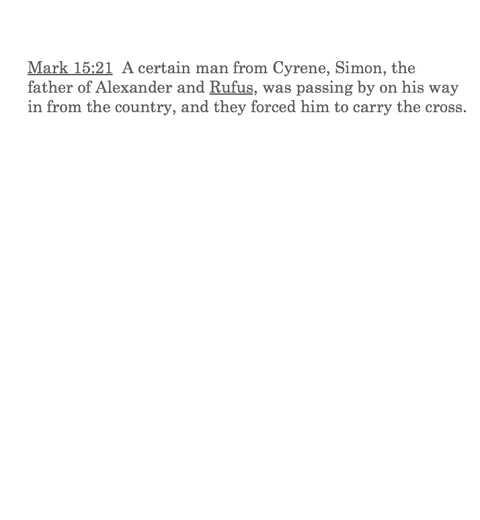 Mark 15:21 A certain man from Cyrene, Simon, the
father of Alexander and Rufus, was passing by on his way
in from the country, and they forced him to carry the cross.